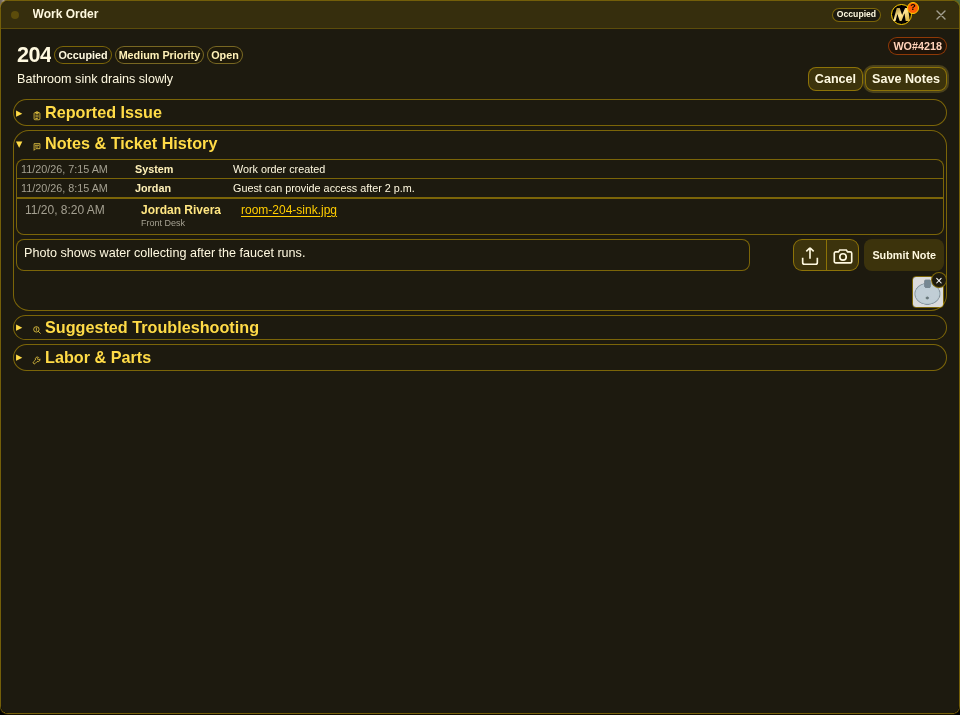 Work Order
Occupied
M ?
WO#4218
204 Occupied Medium Priority Open
Bathroom sink drains slowly
Cancel Save Notes
Reported Issue
Notes & Ticket History
11/20/26, 7:15 AM System Work order created
11/20/26, 8:15 AM Jordan Guest can provide access after 2 p.m.
11/20, 8:20 AM Jordan Rivera room-204-sink.jpg
Front Desk
Photo shows water collecting after the faucet runs.
Submit Note
Suggested Troubleshooting
Labor & Parts